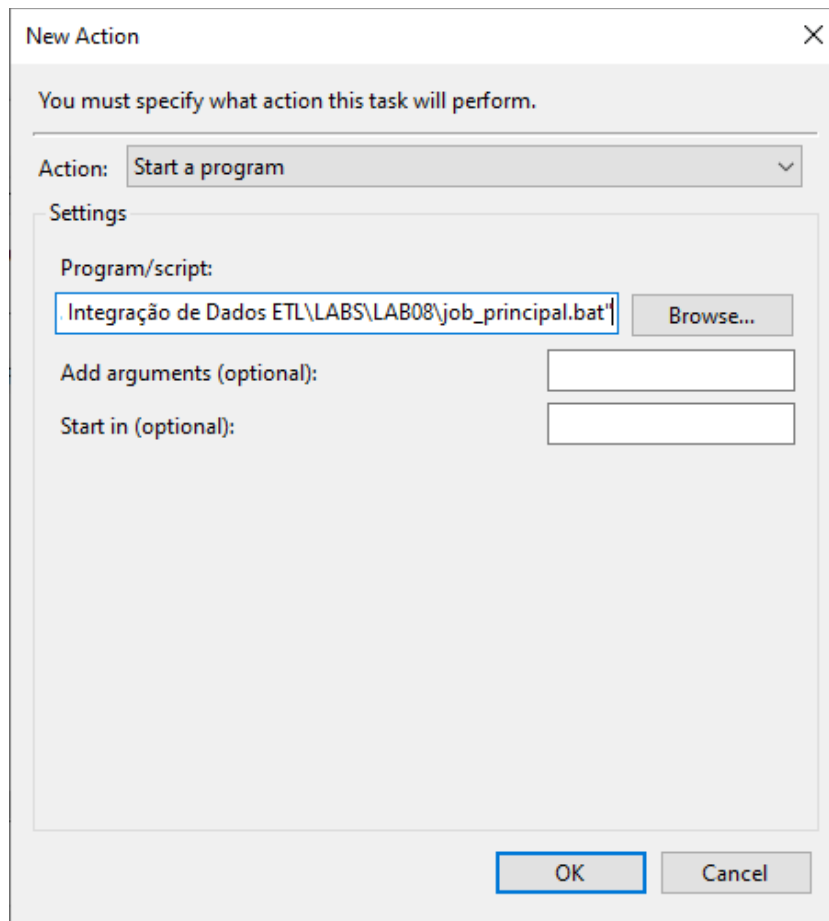 New Action
You must specify what action this task will perform.
Action: Start a program
Settings
Program/script:
Integração de Dados ETL\LABS\LAB08\job_principal.bat"
Browse...
Add arguments (optional):
Start in (optional):
OK
Cancel